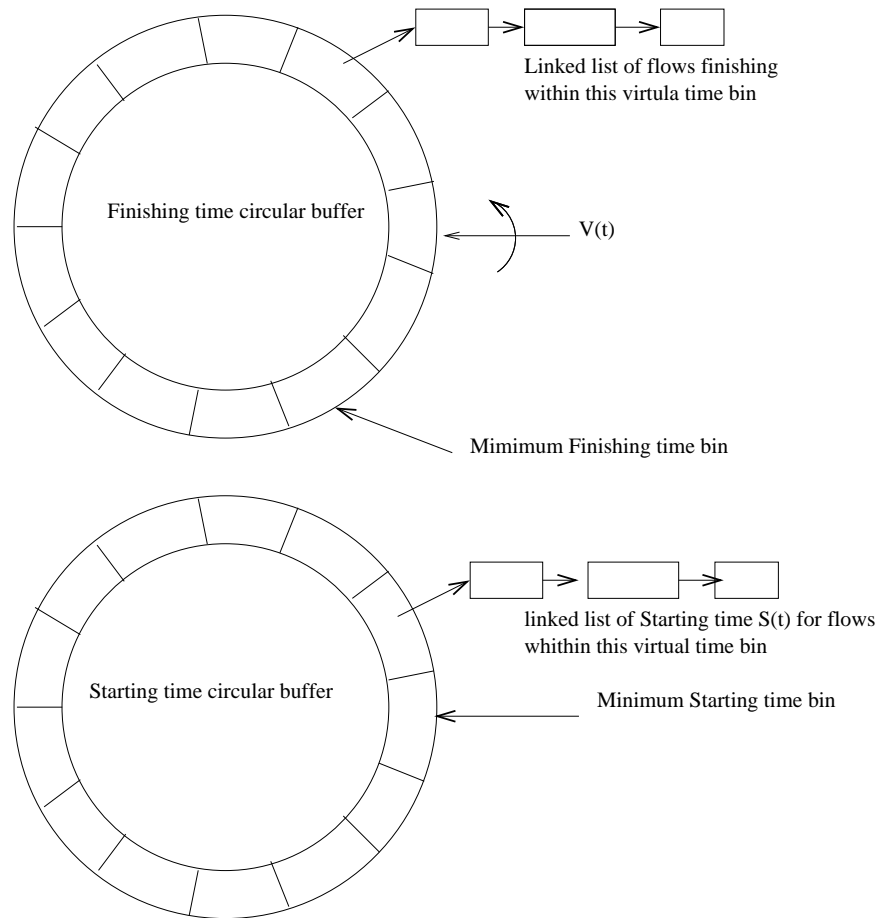 Linked list of flows finishing
within this virtula time bin
Finishing time circular buffer
V(t)
Mimimum Finishing time bin
linked list of Starting time S(t) for flows
whithin this virtual time bin
Starting time circular buffer
Minimum Starting time bin